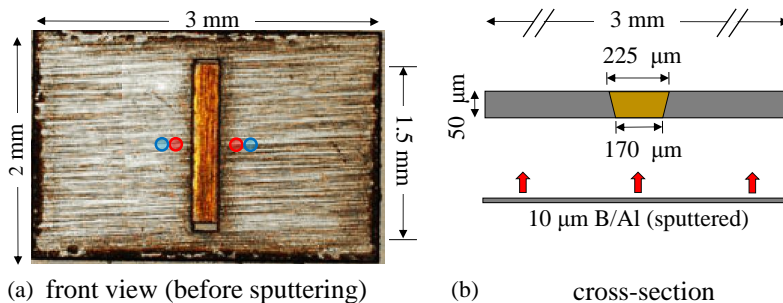 3 mm
2 mm
1.5 mm
(a) front view (before sputtering)
3 mm
225 μm
50 μm
170 μm
10 μm B/Al (sputtered)
(b) cross-section